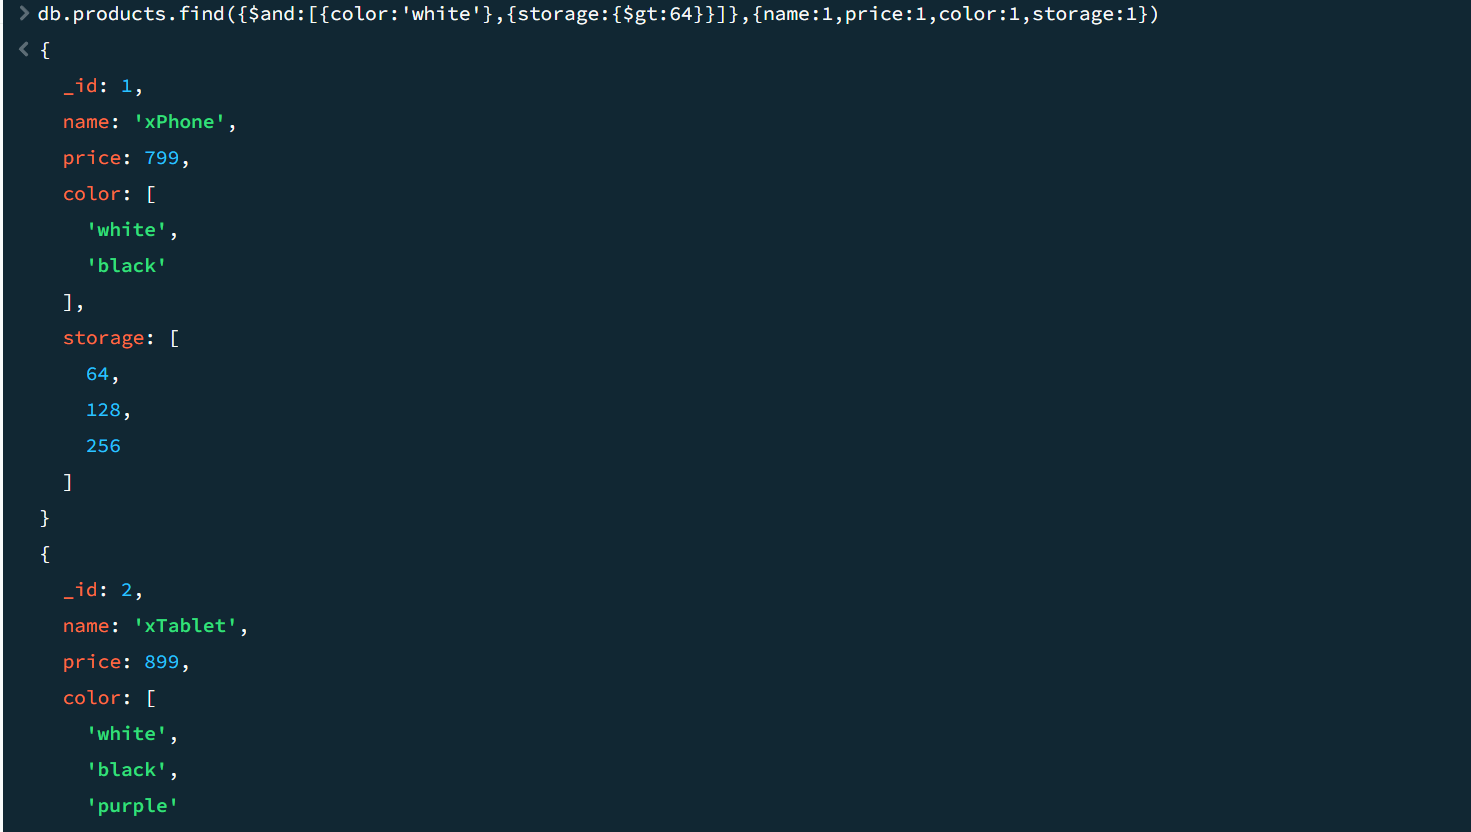 > db.products.find({$and:[{color:'white'},{storage:{$gt:64}}]},{name:1,price:1,color:1,storage:1})
< {
_id: 1,
name: 'xPhone',
price: 799,
color: [
'white',
'black'
],
storage: [
64,
128,
256
]
}
{
_id: 2,
name: 'xTablet',
price: 899,
color: [
'white',
'black',
'purple'